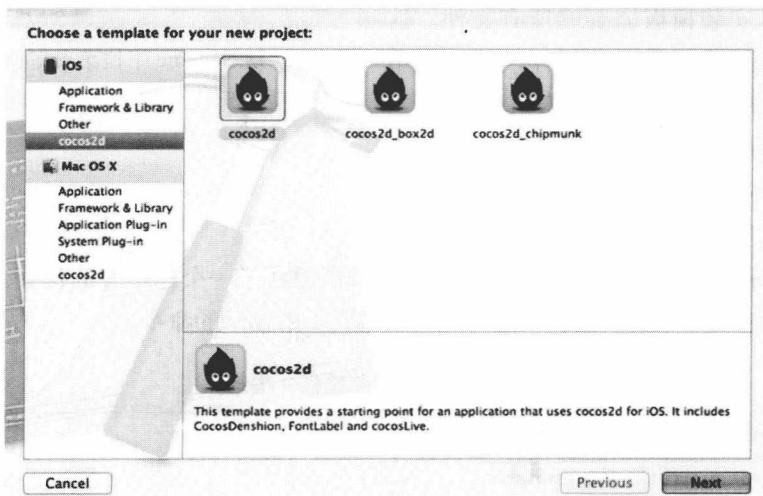 Choose a template for your new project:
iOS
Application
Framework & Library
Other
cocos2d
Mac OS X
Application
Framework & Library
Application Plug-in
System Plug-in
Other
cocos2d
cocos2d
cocos2d_box2d
cocos2d_chipmunk
cocos2d
This template provides a starting point for an application that uses cocos2d for iOS. It includes
CocosDenshion, FontLabel and cocosLive.
Cancel
Previous
Next